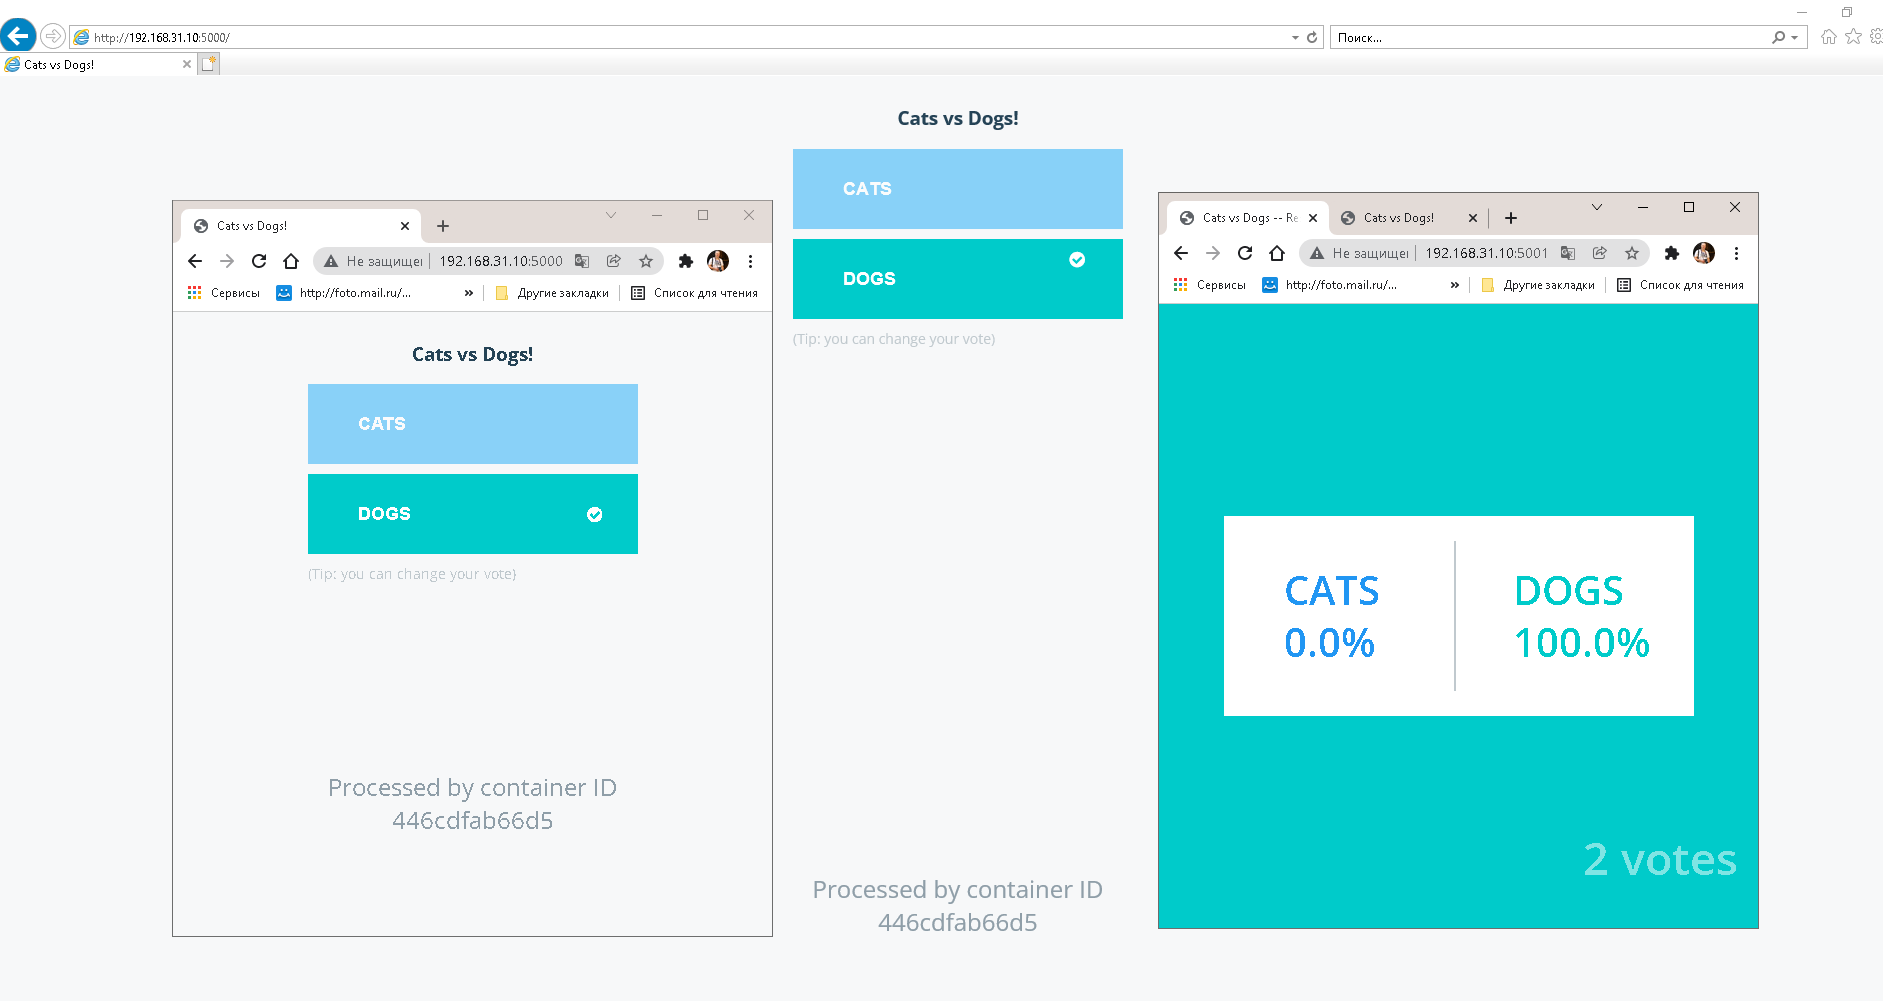 http://192.168.31.10:5000/
Поиск...
Cats vs Dogs!
Cats vs Dogs!
CATS
DOGS
(Tip: you can change your vote)
Processed by container ID
446cdfab66d5
Cats vs Dogs!
Не защищен 192.168.31.10:5000
Сервисы http://foto.mail.ru/... » Другие закладки Список для чтения
Cats vs Dogs!
CATS
DOGS
(Tip: you can change your vote)
Processed by container ID
446cdfab66d5
Cats vs Dogs -- Re Cats vs Dogs!
Не защищен 192.168.31.10:5001
Сервисы http://foto.mail.ru/... » Другие закладки Список для чтения
CATS DOGS
0.0% 100.0%
2 votes